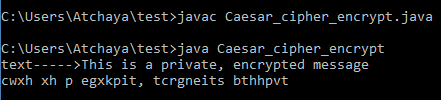 C:\Users\Atchaya\test>javac Caesar_cipher_encrypt.java
C:\Users\Atchaya\test>java Caesar_cipher_encrypt
text----->This is a private, encrypted message
cwxh xh p egxkpit, tcrgneits bthhpvt